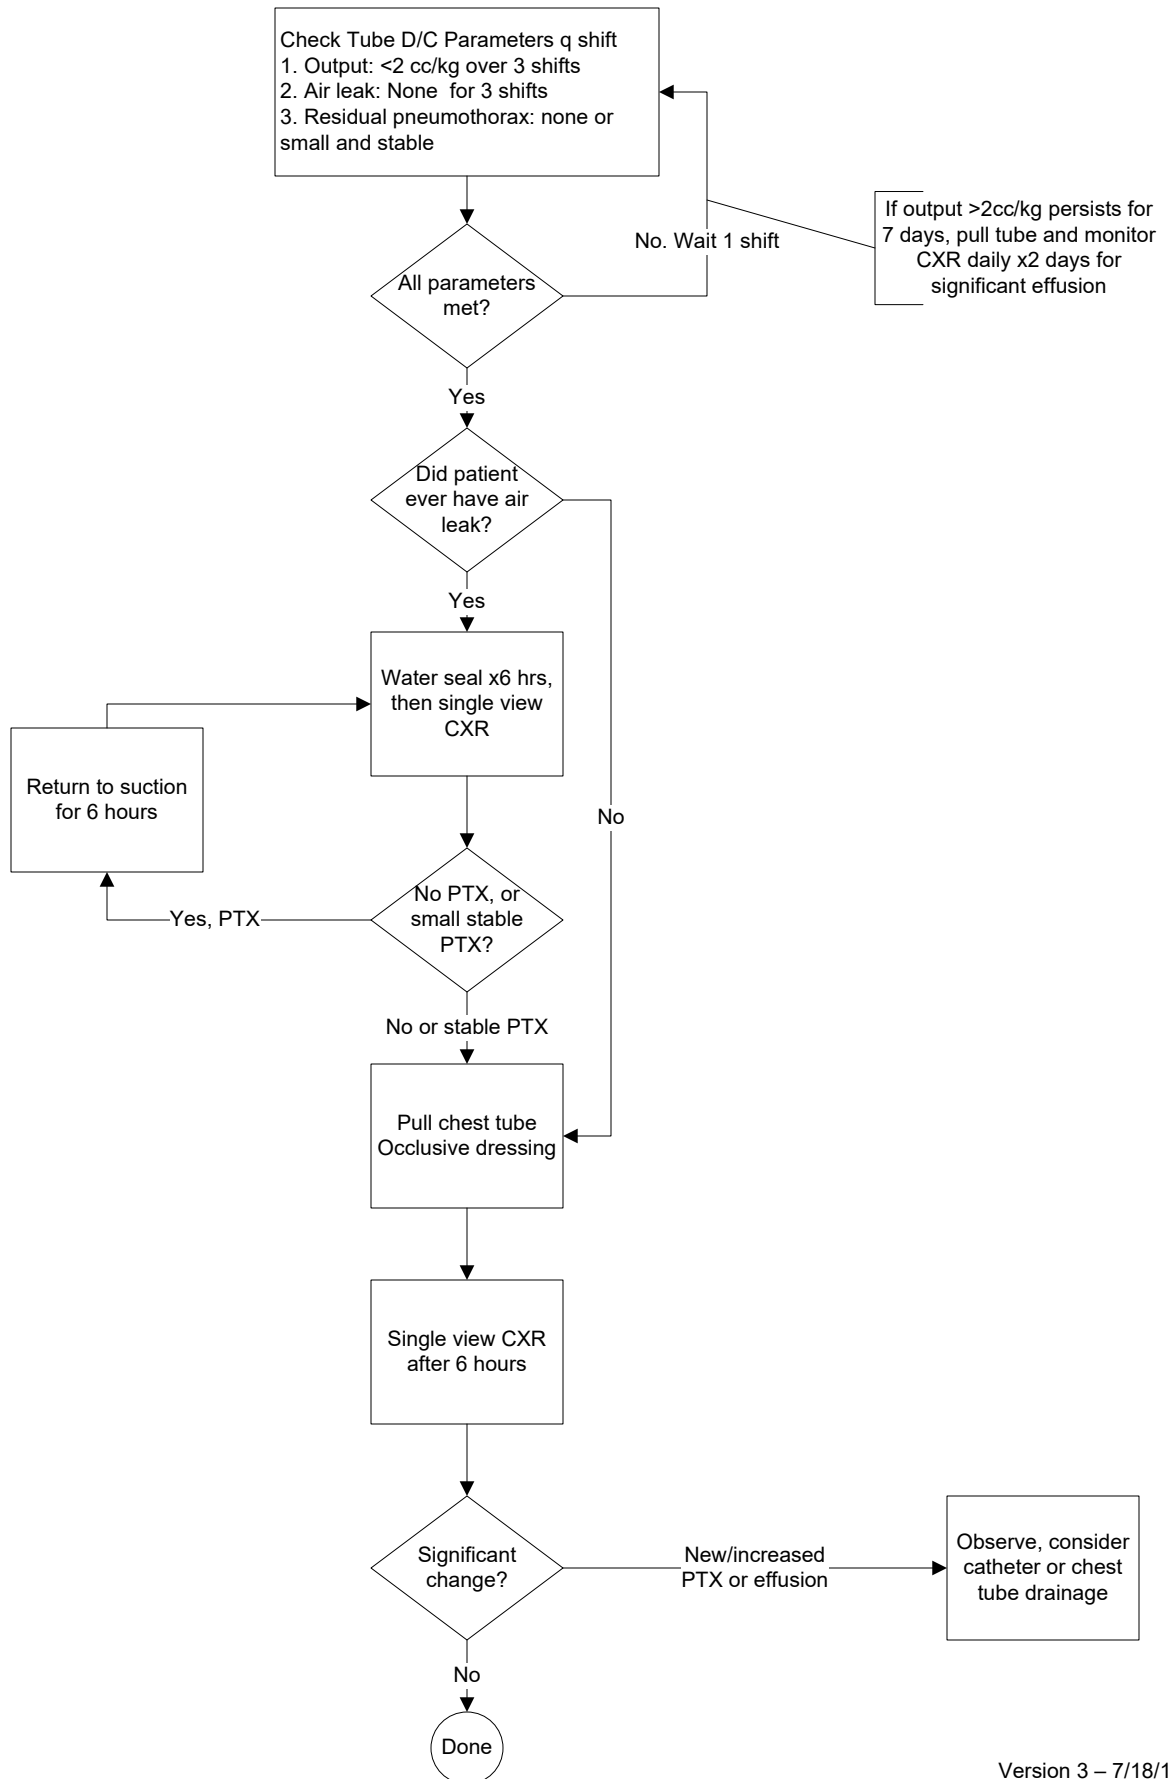 Check Tube D/C Parameters q shift
1. Output: <2 cc/kg over 3 shifts
2. Air leak: None for 3 shifts
3. Residual pneumothorax: none or
small and stable
If output >2cc/kg persists for
7 days, pull tube and monitor
CXR daily x2 days for
significant effusion
No. Wait 1 shift
All parameters
met?
Yes
Did patient
ever have air
leak?
Yes
Water seal x6 hrs,
then single view
CXR
Return to suction
for 6 hours
No
No PTX, or
small stable
PTX?
Yes, PTX
No or stable PTX
Pull chest tube
Occlusive dressing
Single view CXR
after 6 hours
Significant
change?
New/increased
PTX or effusion
Observe, consider
catheter or chest
tube drainage
No
Done
Version 3 – 7/18/1